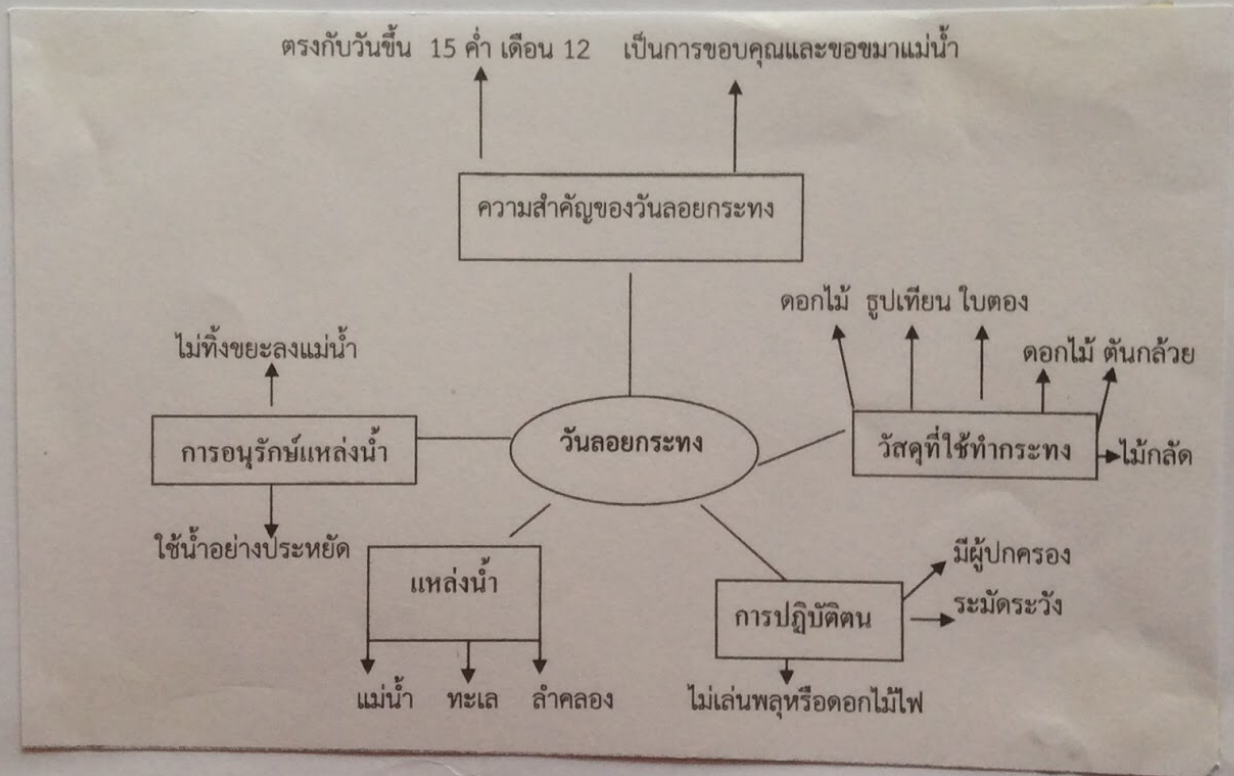 ตรงกับวันขึ้น 15 ค่ำ เดือน 12 เป็นการขอบคุณและขอขมาแม่น้ำ
ความสำคัญของวันลอยกระทง
ดอกไม้ ธูปเทียน ใบตอง
ไม่ทิ้งขยะลงแม่น้ำ
ดอกไม้ ต้นกล้วย
การอนุรักษ์แหล่งน้ำ
วันลอยกระทง
วัสดุที่ใช้ทำกระทง
ไม้กลัด
ใช้น้ำอย่างประหยัด
แหล่งน้ำ
มีผู้ปกครอง
การปฏิบัติตน
ระมัดระวัง
แม่น้ำ ทะเล ลำคลอง
ไม่เล่นพลุหรือดอกไม้ไฟ